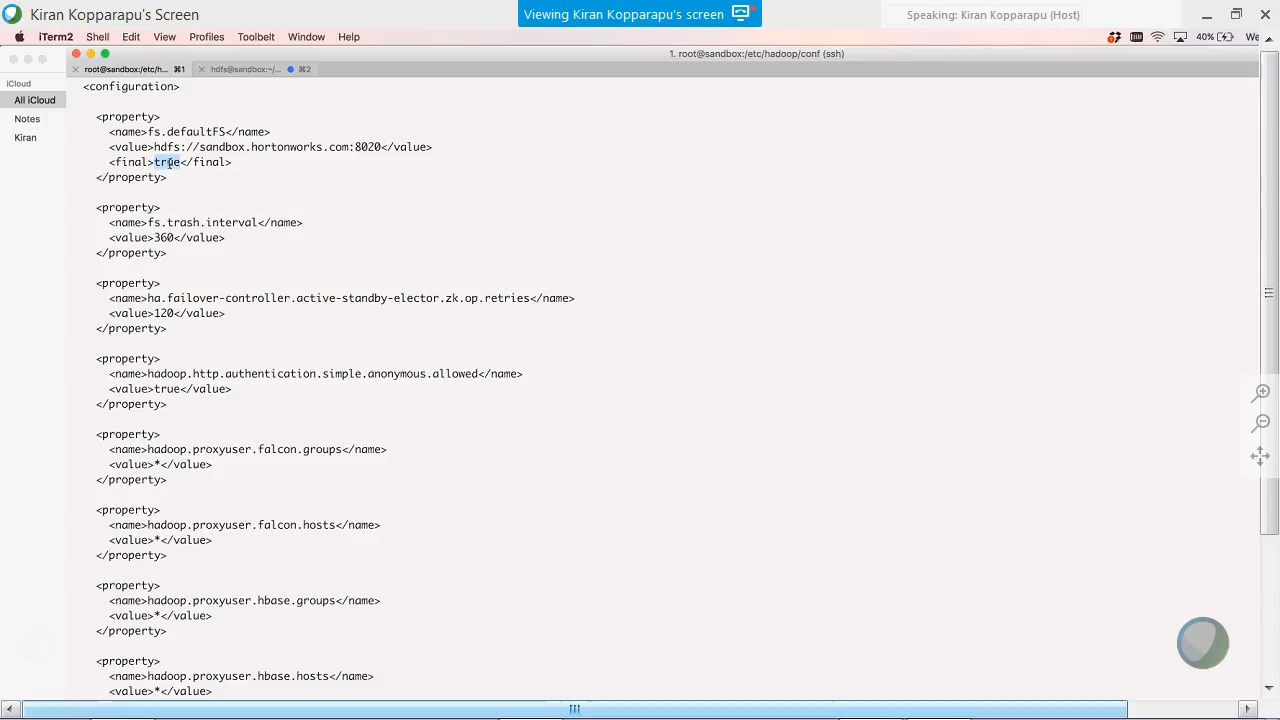 Kiran Kopparapu's Screen
Viewing Kiran Kopparapu's screen
Speaking: Kiran Kopparapu (Host)
iTerm2 Shell Edit View Profiles Toolbelt Window Help
40% We
1. root@sandbox:/etc/hadoop/conf (ssh)
root@sandbox:/etc/h... ⌘1
hdfs@sandbox:~/... ⌘2
iCloud
All iCloud
Notes
Kiran
<configuration>
<property>
<name>fs.defaultFS</name>
<value>hdfs://sandbox.hortonworks.com:8020</value>
<final>true</final>
</property>
<property>
<name>fs.trash.interval</name>
<value>360</value>
</property>
<property>
<name>ha.failover-controller.active-standby-elector.zk.op.retries</name>
<value>120</value>
</property>
<property>
<name>hadoop.http.authentication.simple.anonymous.allowed</name>
<value>true</value>
</property>
<property>
<name>hadoop.proxyuser.falcon.groups</name>
<value>*</value>
</property>
<property>
<name>hadoop.proxyuser.falcon.hosts</name>
<value>*</value>
</property>
<property>
<name>hadoop.proxyuser.hbase.groups</name>
<value>*</value>
</property>
<property>
<name>hadoop.proxyuser.hbase.hosts</name>
<value>*</value>